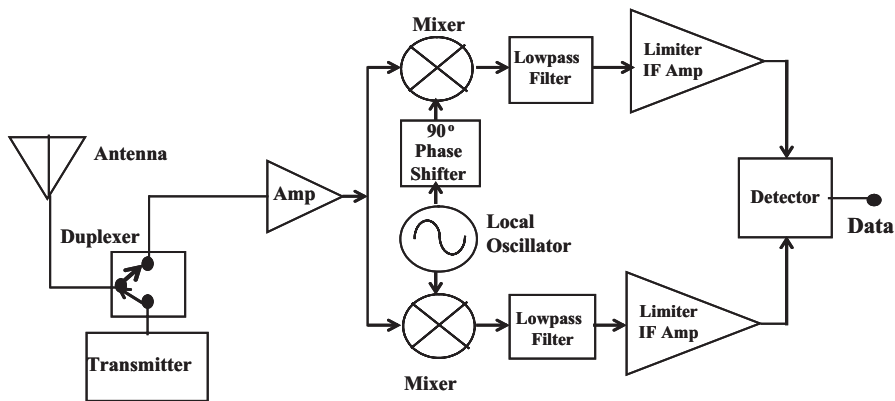 Mixer
Lowpass
Filter
Limiter
IF Amp
90°
Phase
Shifter
Antenna
Amp
Detector
Data
Duplexer
Local
Oscillator
Transmitter
Mixer
Lowpass
Filter
Limiter
IF Amp